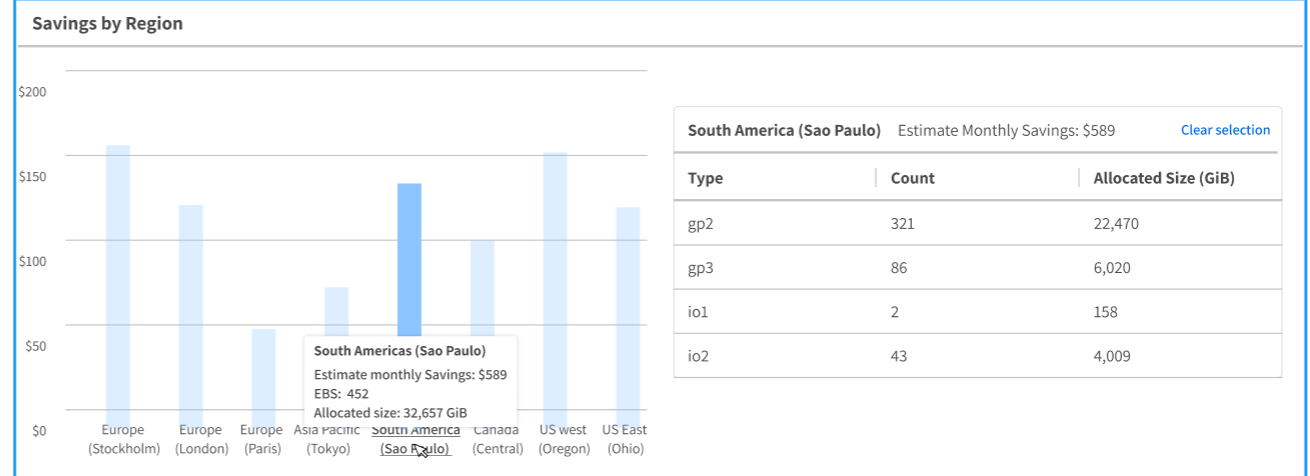 Savings by Region
$200
$150
$100
$50
$0
South Americas (Sao Paulo)
Estimate monthly Savings: $589
EBS: 452
Allocated size: 32,657 GiB
Europe (Stockholm)
Europe (London)
Europe (Paris)
Asia Pacific (Tokyo)
South America (Sao Paulo)
Canada (Central)
US west (Oregon)
US East (Ohio)
South America (Sao Paulo) Estimate Monthly Savings: $589 Clear selection
Type Count Allocated Size (GiB)
gp2 321 22,470
gp3 86 6,020
io1 2 158
io2 43 4,009